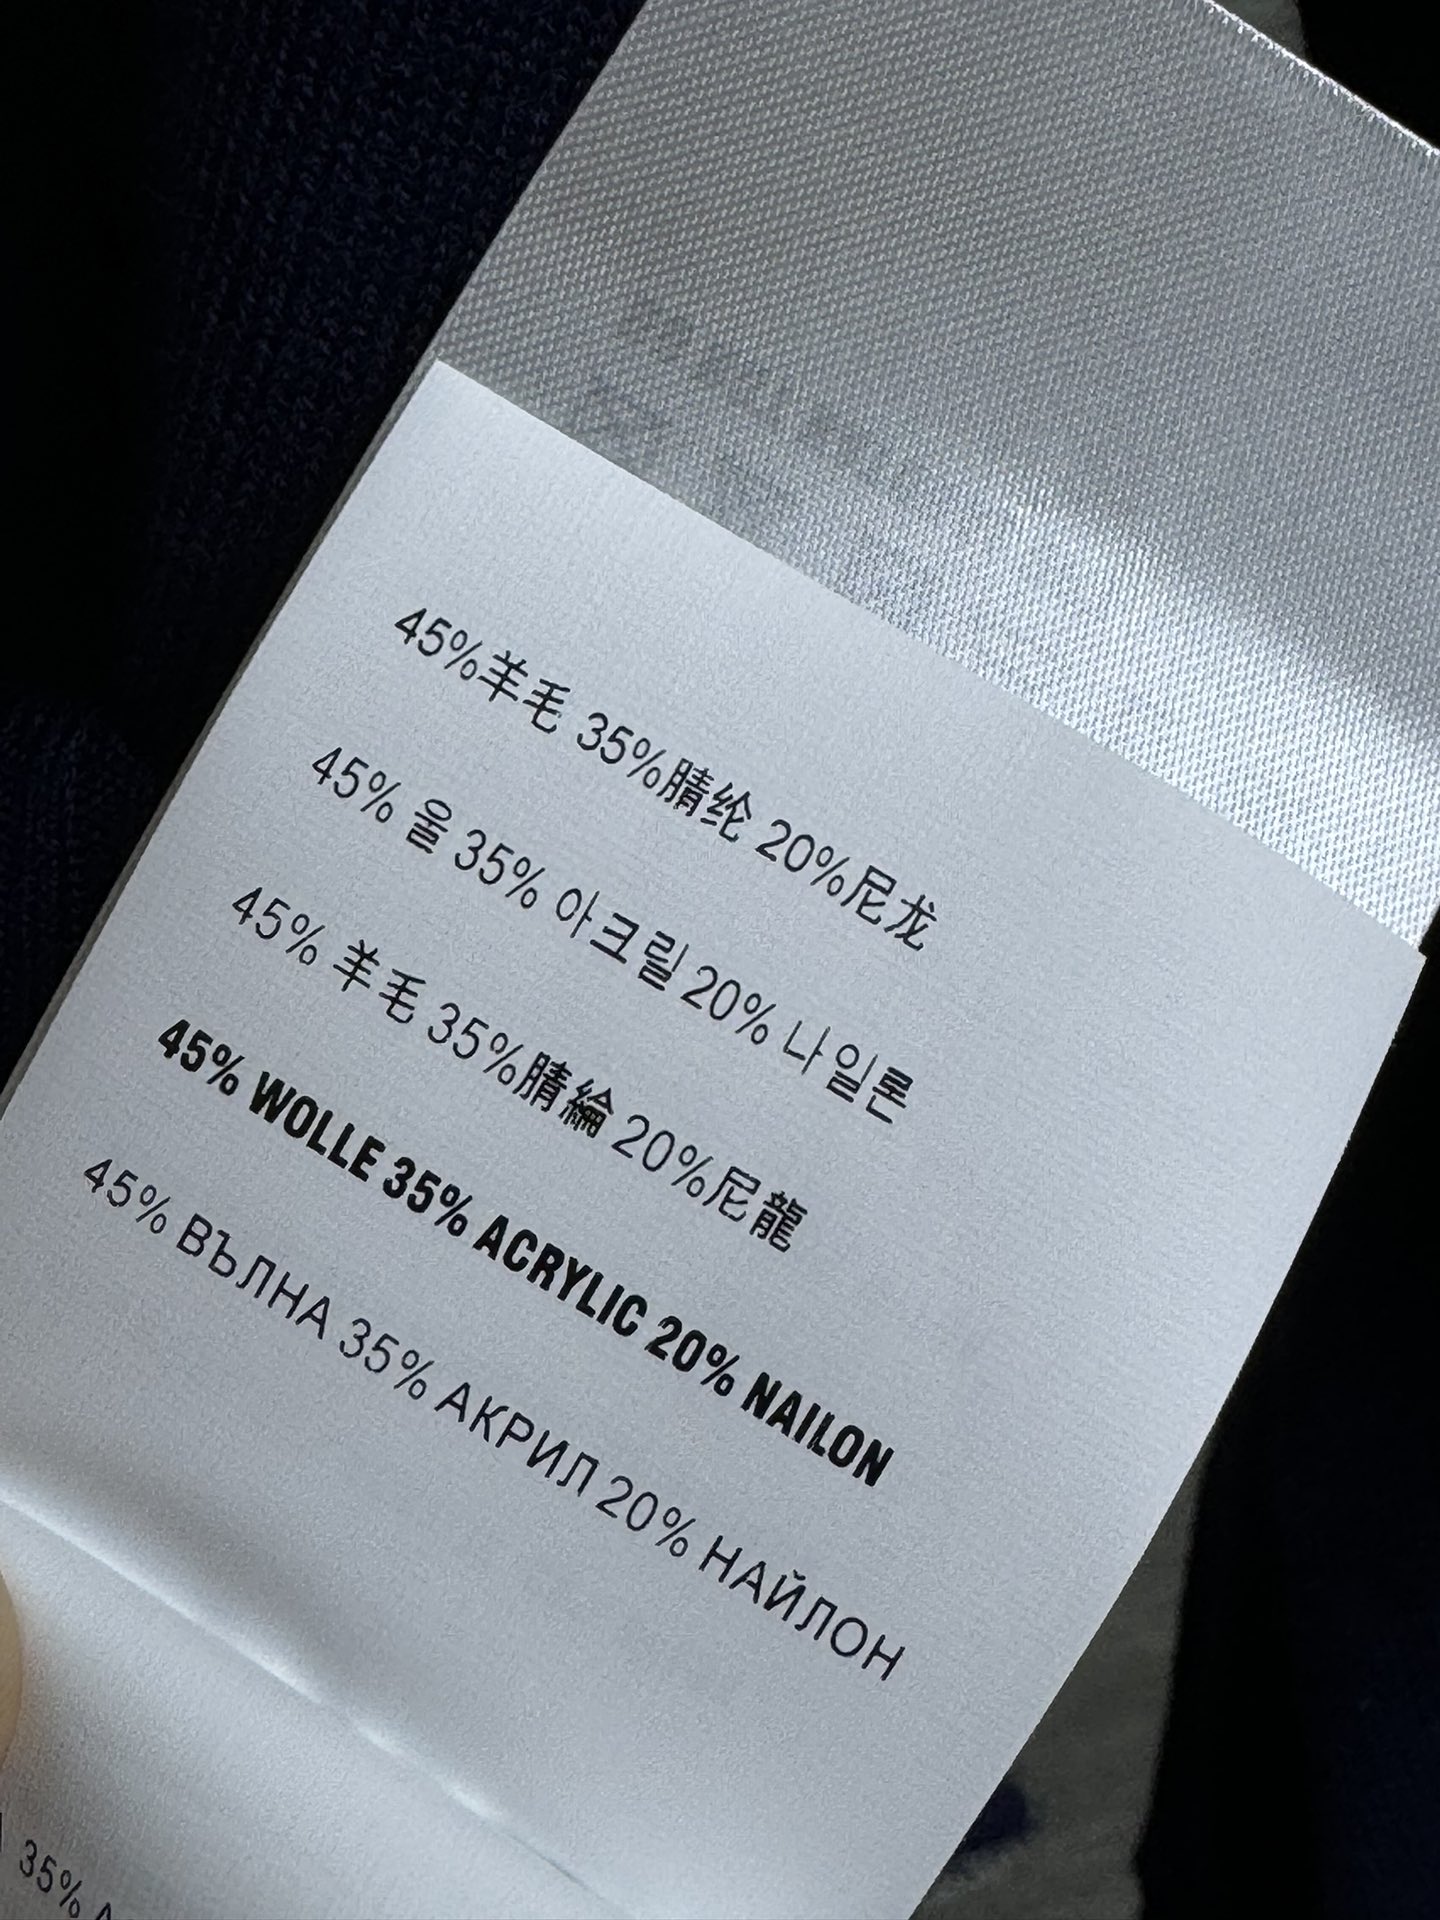 45%羊毛 35%腈纶 20%尼龙
45% 울 35% 아크릴 20% 나일론
45% 羊毛 35%腈綸 20%尼龍
45% WOLLE 35% ACRYLIC 20% NAILON
45% ВЪЛНА 35% АКРИЛ 20% НАЙЛОН
35%